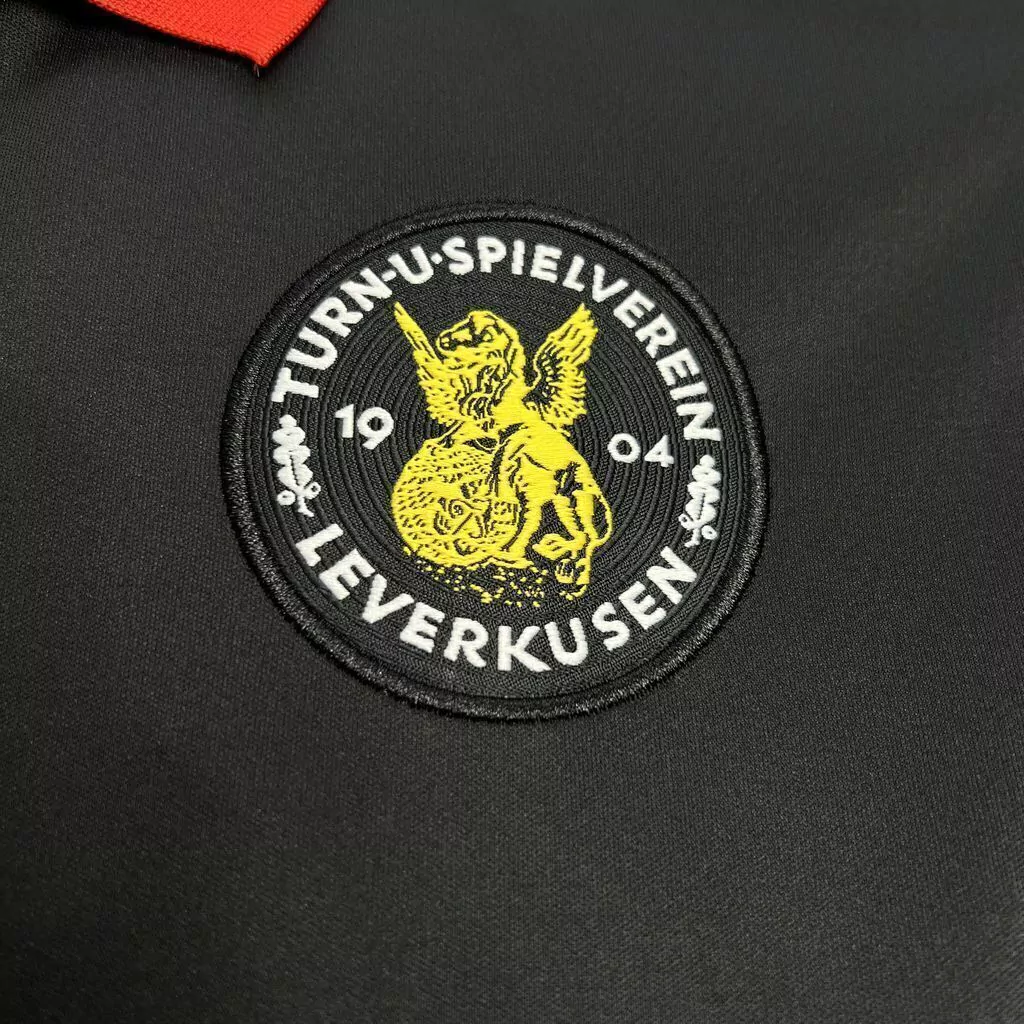 TURN-U·SPIELVEREIN
19 04
LEVERKUSEN